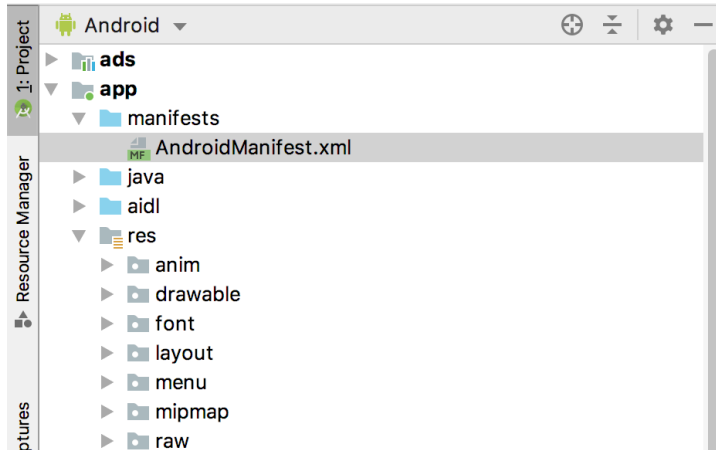 Android
1: Project
ads
app
manifests
MF AndroidManifest.xml
java
aidl
Resource Manager
res
anim
drawable
font
layout
menu
mipmap
raw
ptures